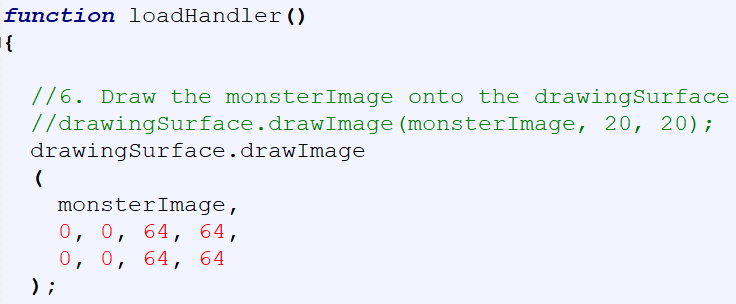 function loadHandler()
{
//6. Draw the monsterImage onto the drawingSurface
//drawingSurface.drawImage(monsterImage, 20, 20);
drawingSurface.drawImage
(
monsterImage,
0, 0, 64, 64,
0, 0, 64, 64
);